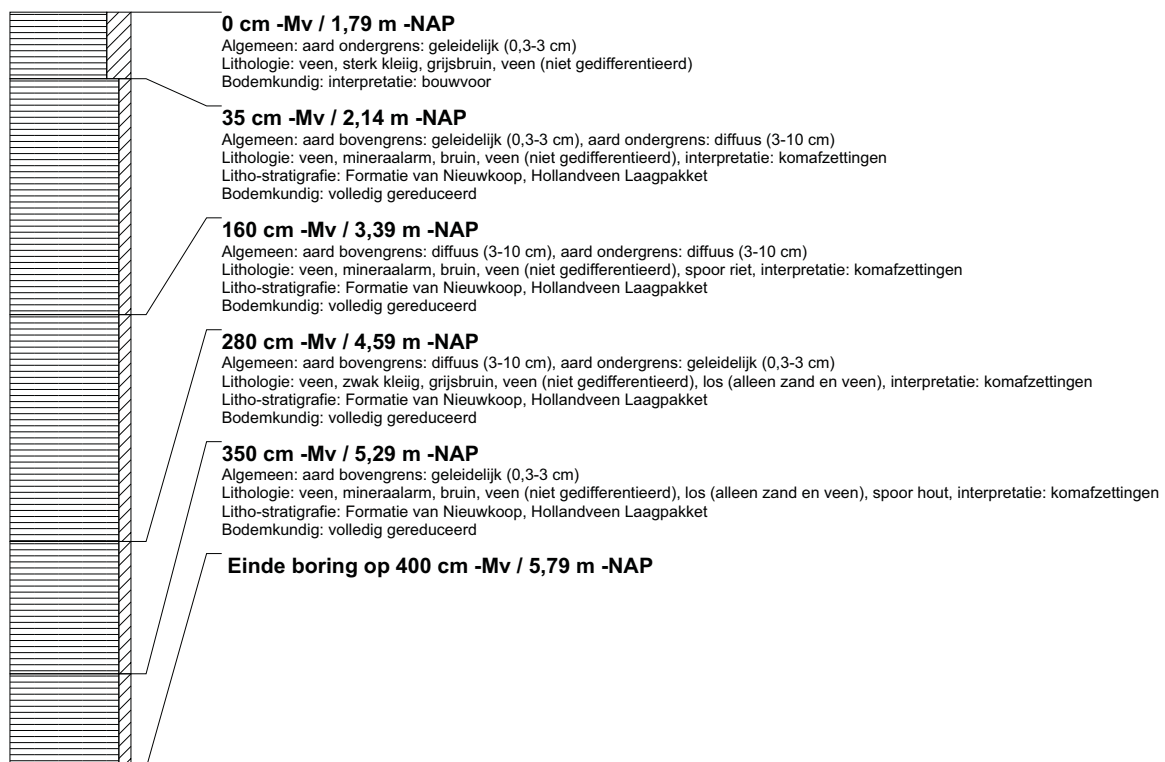 0 cm -Mv / 1,79 m -NAP
Algemeen: aard ondergrens: geleidelijk (0,3-3 cm)
Lithologie: veen, sterk kleiig, grijsbruin, veen (niet gedifferentieerd)
Bodemkundig: interpretatie: bouwvoor
35 cm -Mv / 2,14 m -NAP
Algemeen: aard bovengrens: geleidelijk (0,3-3 cm), aard ondergrens: diffuus (3-10 cm)
Lithologie: veen, mineraalarm, bruin, veen (niet gedifferentieerd), interpretatie: komafzettingen
Litho-stratigrafie: Formatie van Nieuwkoop, Hollandveen Laagpakket
Bodemkundig: volledig gereduceerd
160 cm -Mv / 3,39 m -NAP
Algemeen: aard bovengrens: diffuus (3-10 cm), aard ondergrens: diffuus (3-10 cm)
Lithologie: veen, mineraalarm, bruin, veen (niet gedifferentieerd), spoor riet, interpretatie: komafzettingen
Litho-stratigrafie: Formatie van Nieuwkoop, Hollandveen Laagpakket
Bodemkundig: volledig gereduceerd
280 cm -Mv / 4,59 m -NAP
Algemeen: aard bovengrens: diffuus (3-10 cm), aard ondergrens: geleidelijk (0,3-3 cm)
Lithologie: veen, zwak kleiig, grijsbruin, veen (niet gedifferentieerd), los (alleen zand en veen), interpretatie: komafzettingen
Litho-stratigrafie: Formatie van Nieuwkoop, Hollandveen Laagpakket
Bodemkundig: volledig gereduceerd
350 cm -Mv / 5,29 m -NAP
Algemeen: aard bovengrens: geleidelijk (0,3-3 cm)
Lithologie: veen, mineraalarm, bruin, veen (niet gedifferentieerd), los (alleen zand en veen), spoor hout, interpretatie: komafzettingen
Litho-stratigrafie: Formatie van Nieuwkoop, Hollandveen Laagpakket
Bodemkundig: volledig gereduceerd
Einde boring op 400 cm -Mv / 5,79 m -NAP